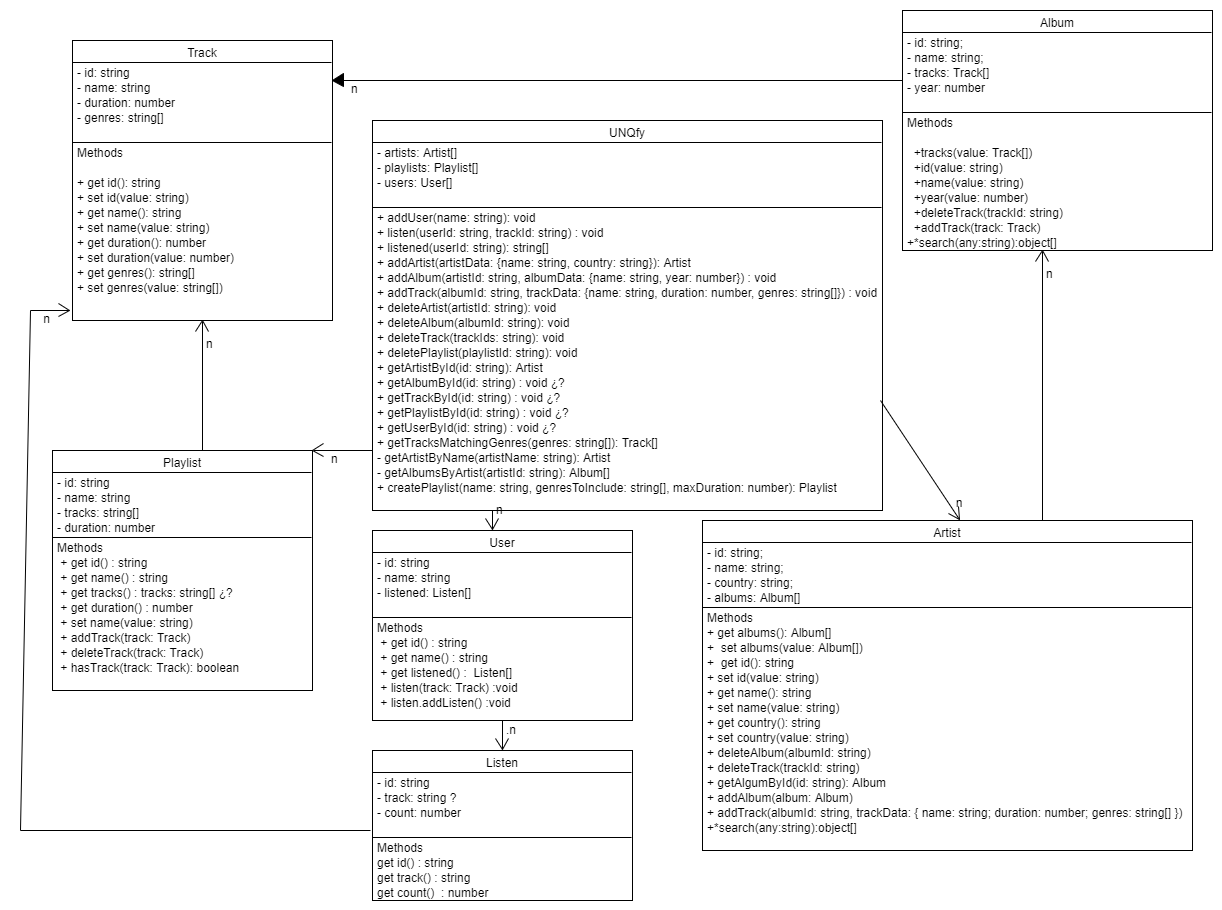 Track
- id: string
- name: string
- duration: number
- genres: string[]
Methods
+ get id(): string
+ set id(value: string)
+ get name(): string
+ set name(value: string)
+ get duration(): number
+ set duration(value: number)
+ get genres(): string[]
+ set genres(value: string[])
n
n
n
Album
- id: string;
- name: string;
- tracks: Track[]
- year: number
Methods
+tracks(value: Track[])
+id(value: string)
+name(value: string)
+year(value: number)
+deleteTrack(trackId: string)
+addTrack(track: Track)
+*search(any:string):object[]
n
UNQfy
- artists: Artist[]
- playlists: Playlist[]
- users: User[]
+ addUser(name: string): void
+ listen(userId: string, trackId: string) : void
+ listened(userId: string): string[]
+ addArtist(artistData: {name: string, country: string}): Artist
+ addAlbum(artistId: string, albumData: {name: string, year: number}) : void
+ addTrack(albumId: string, trackData: {name: string, duration: number, genres: string[]}) : void
+ deleteArtist(artistId: string): void
+ deleteAlbum(albumId: string): void
+ deleteTrack(trackIds: string): void
+ deletePlaylist(playlistId: string): void
+ getArtistById(id: string): Artist
+ getAlbumById(id: string) : void ¿?
+ getTrackById(id: string) : void ¿?
+ getPlaylistById(id: string) : void ¿?
+ getUserById(id: string) : void ¿?
+ getTracksMatchingGenres(genres: string[]): Track[]
- getArtistByName(artistName: string): Artist
- getAlbumsByArtist(artistId: string): Album[]
+ createPlaylist(name: string, genresToInclude: string[], maxDuration: number): Playlist
n
n
n
Playlist
- id: string
- name: string
- tracks: string[]
- duration: number
Methods
+ get id() : string
+ get name() : string
+ get tracks() : tracks: string[] ¿?
+ get duration() : number
+ set name(value: string)
+ addTrack(track: Track)
+ deleteTrack(track: Track)
+ hasTrack(track: Track): boolean
User
- id: string
- name: string
- listened: Listen[]
Methods
+ get id() : string
+ get name() : string
+ get listened() : Listen[]
+ listen(track: Track) :void
+ listen.addListen() :void
.n
Listen
- id: string
- track: string ?
- count: number
Methods
get id() : string
get track() : string
get count() : number
Artist
- id: string;
- name: string;
- country: string;
- albums: Album[]
Methods
+ get albums(): Album[]
+ set albums(value: Album[])
+ get id(): string
+ set id(value: string)
+ get name(): string
+ set name(value: string)
+ get country(): string
+ set country(value: string)
+ deleteAlbum(albumId: string)
+ deleteTrack(trackId: string)
+ getAlgumById(id: string): Album
+ addAlbum(album: Album)
+ addTrack(albumId: string, trackData: { name: string; duration: number; genres: string[] })
+*search(any:string):object[]